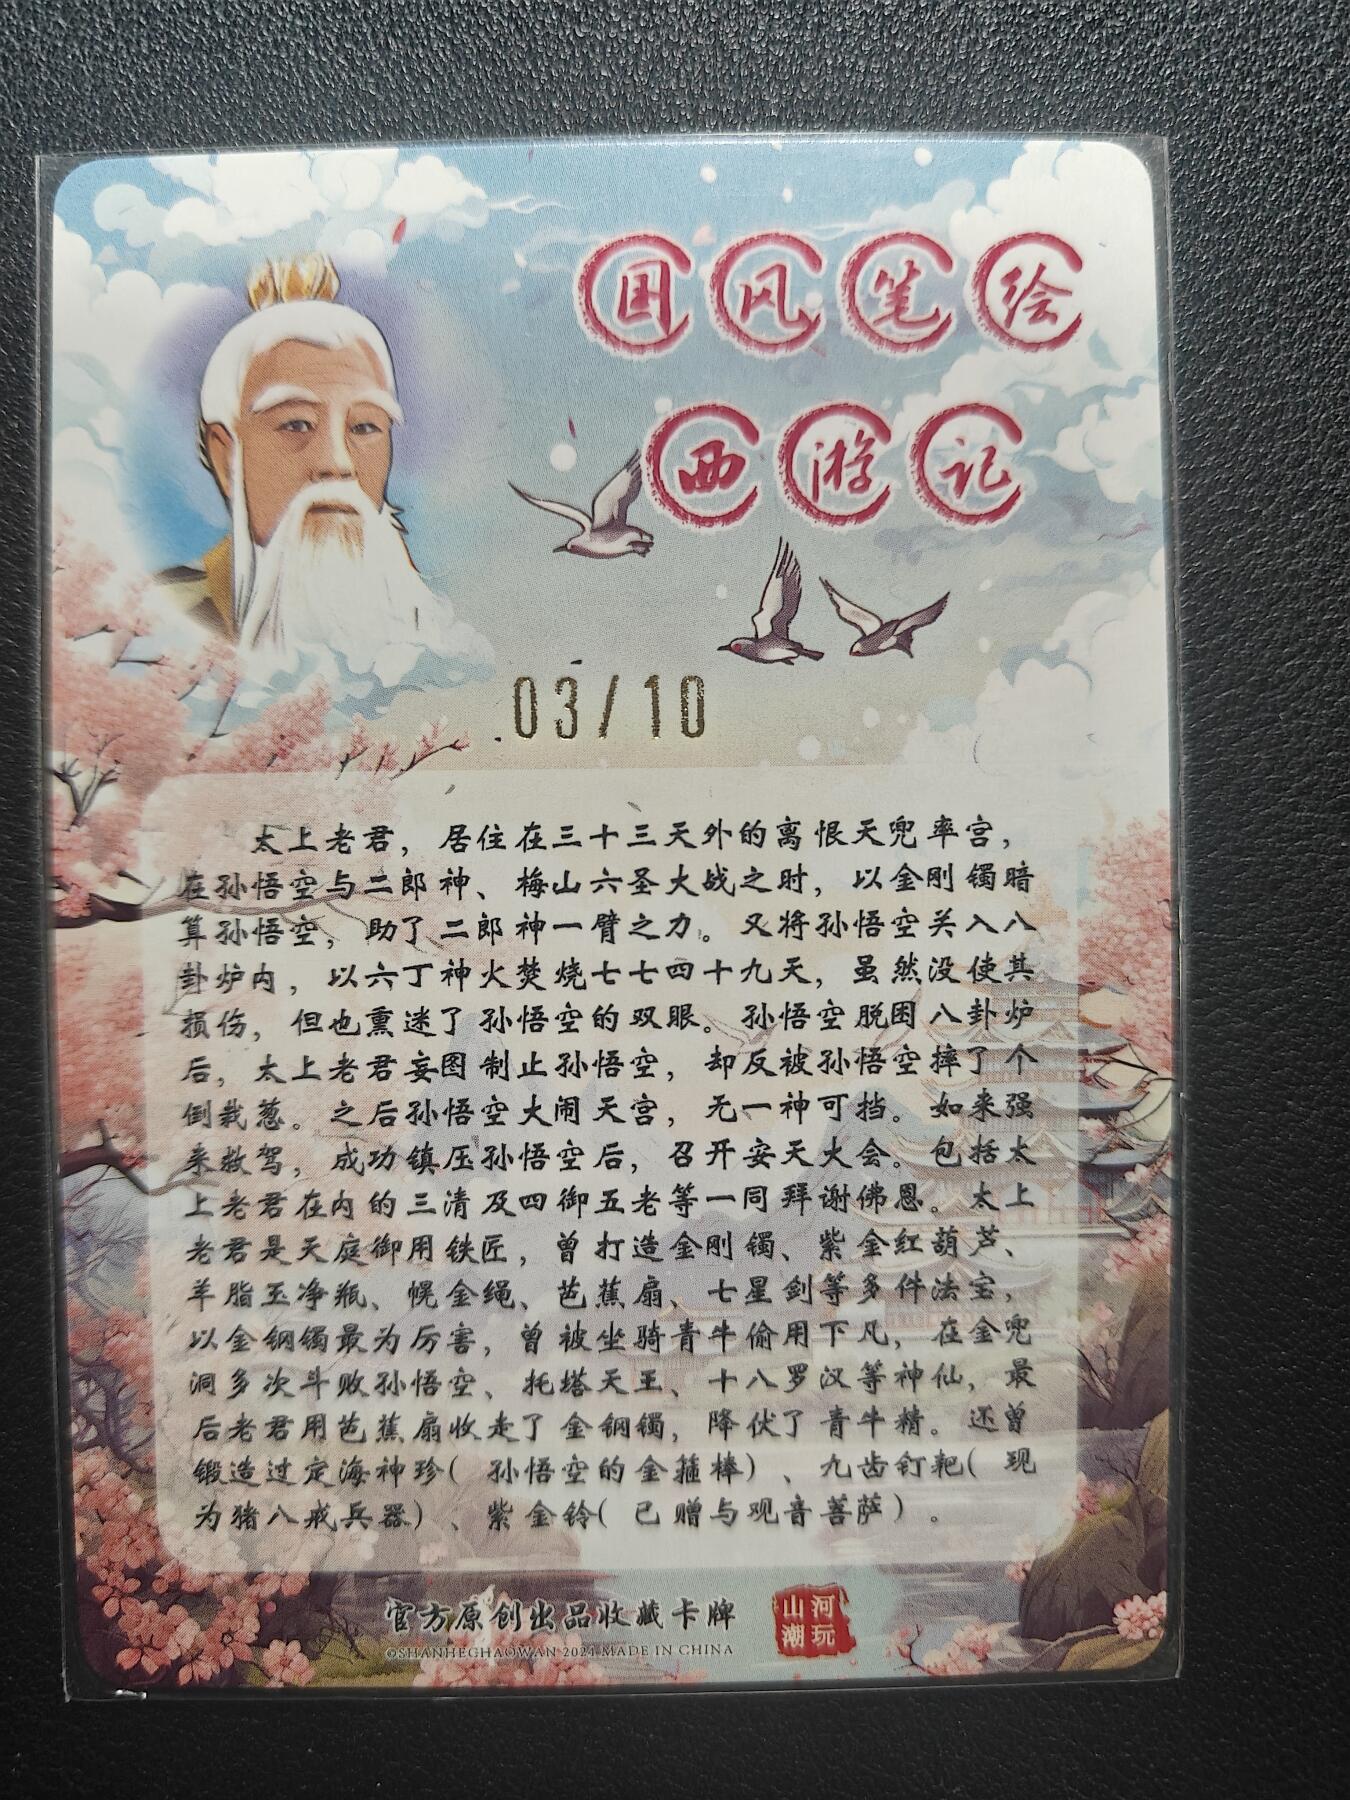 国风笔绘
西游记
03/10
太上老君，居住在三十三天外的离恨天兜率宫，
在孙悟空与二郎神、梅山六圣大战之时，以金刚镯暗
算孙悟空，助了二郎神一臂之力。又将孙悟空关入八
卦炉内，以六丁神火焚烧七七四十九天，虽然没使其
损伤，但也熏迷了孙悟空的双眼。孙悟空脱困八卦炉
后，太上老君妄图制止孙悟空，却反被孙悟空摔了个
倒栽葱。之后孙悟空大闹天宫，无一神可挡。如来强
来救驾，成功镇压孙悟空后，召开安天大会。包括太
上老君在内的三清及四御五老等一同拜谢佛恩。太上
老君是天庭御用铁匠，曾打造金刚镯、紫金红葫芦、
羊脂玉净瓶、幌金绳、芭蕉扇、七星剑等多件法宝，
以金钢镯最为厉害，曾被坐骑青牛偷用下凡，在金兜
洞多次斗败孙悟空、托塔天王、十八罗汉等神仙，最
后老君用芭蕉扇收走了金钢镯，降伏了青牛精。还曾
锻造过定海神珍(孙悟空的金箍棒)、九齿钉耙(现
为猪八戒兵器)、紫金铃(已赠与观音菩萨)。
官方原创出品收藏卡牌
©SHANHECHAOWAN 2024 MADE IN CHINA
山河
潮玩